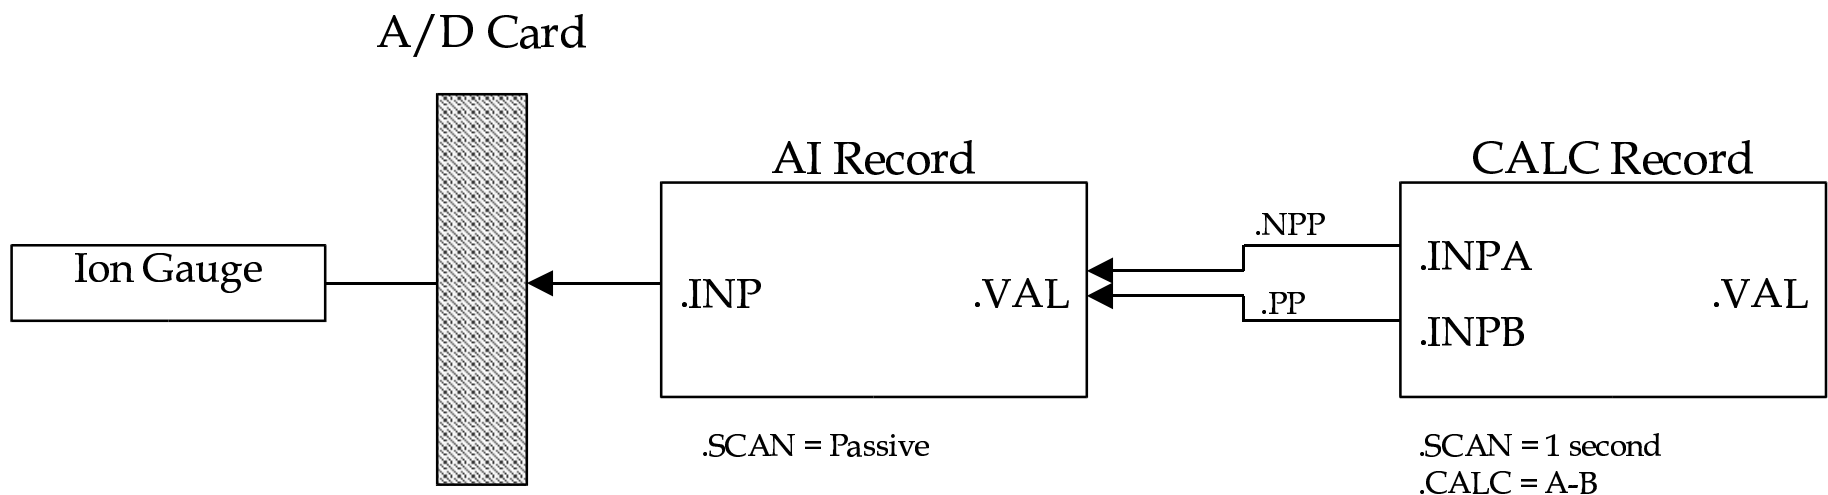 A/D Card
AI Record
CALC Record
Ion Gauge
.INP
.VAL
.NPP
.PP
.INPA
.INPB
.VAL
.SCAN = Passive
.SCAN = 1 second
.CALC = A-B